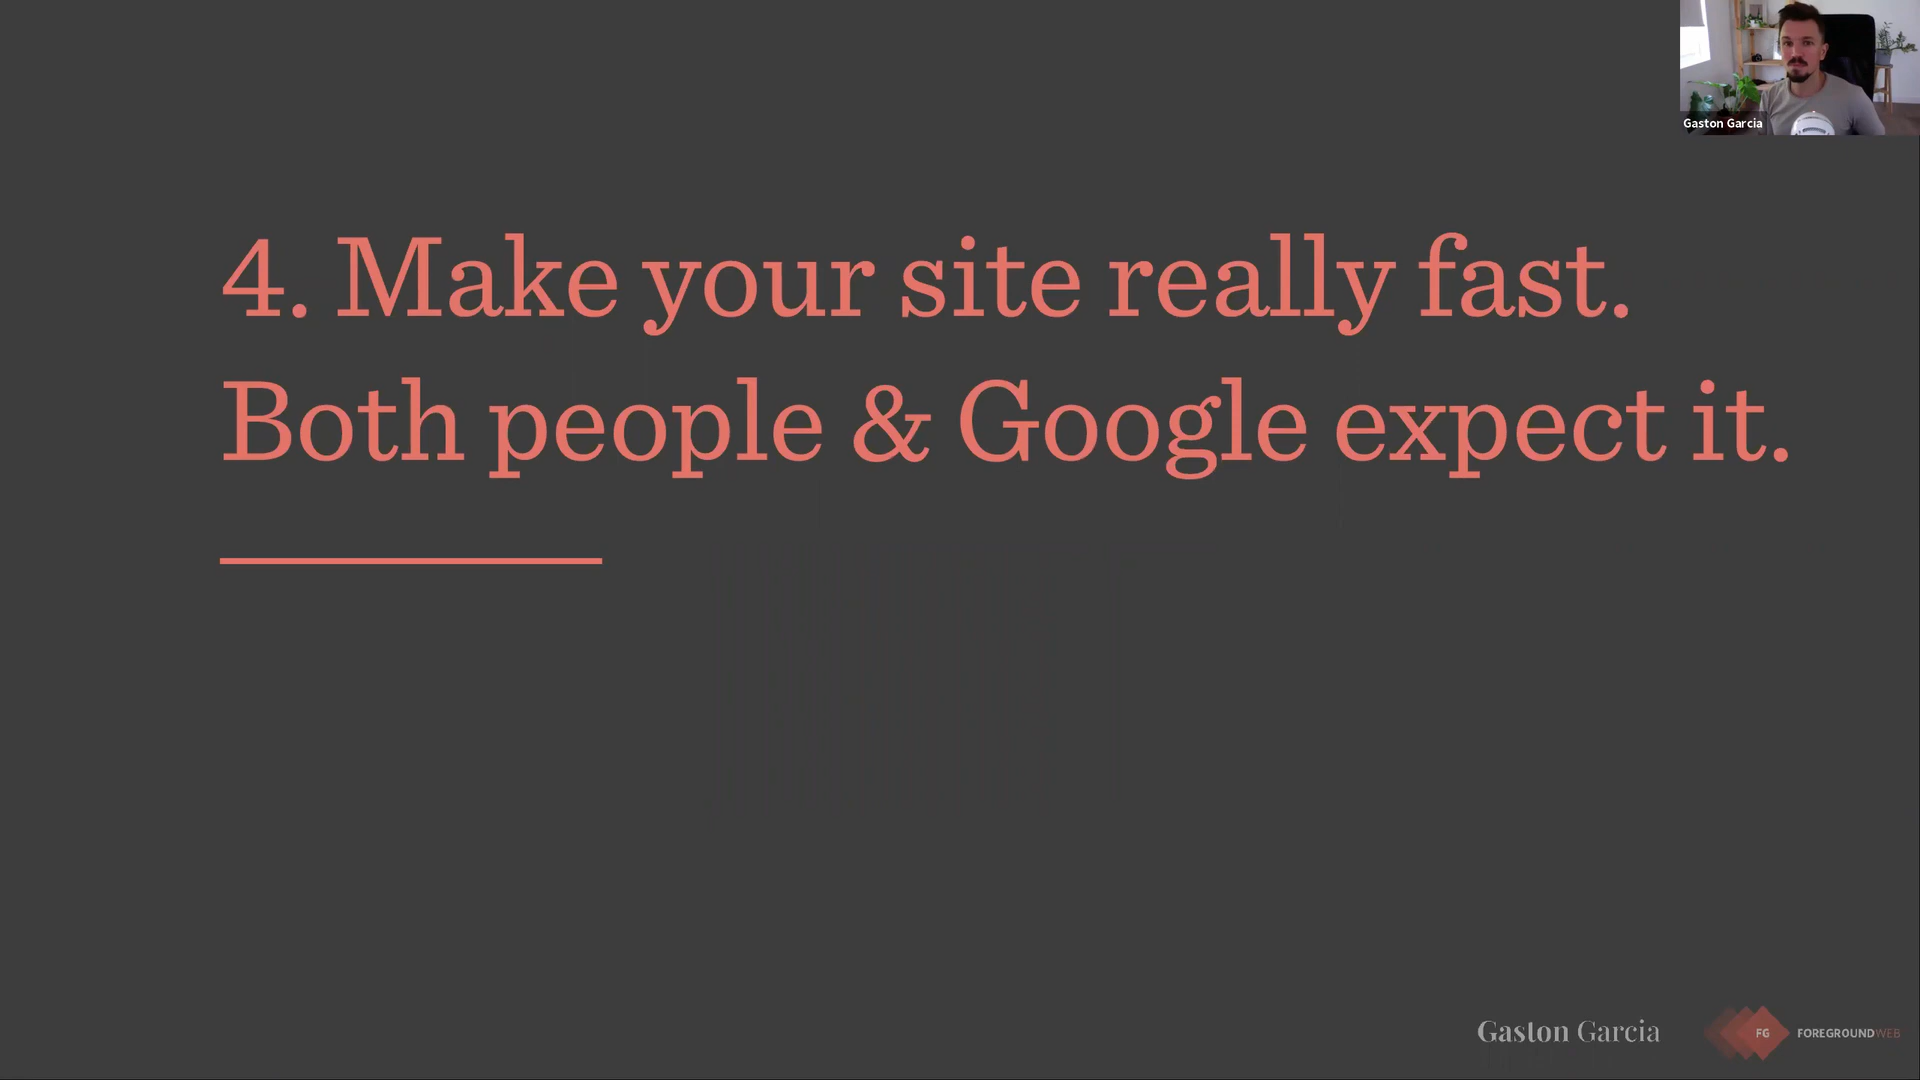 Gaston Garcia
4. Make your site really fast.
Both people & Google expect it.
Gaston Garcia
FG
FOREGROUNDWEB